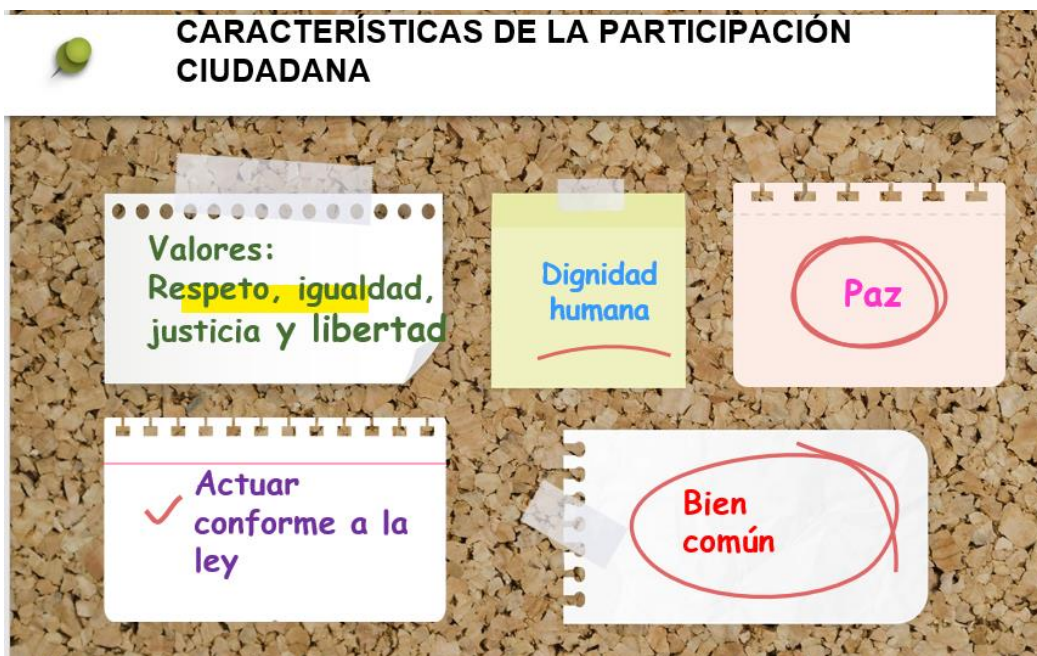 CARACTERÍSTICAS DE LA PARTICIPACIÓN
CIUDADANA
Valores:
Respeto, igualdad,
justicia y libertad
Dignidad
humana
Paz
Actuar
conforme a la
ley
Bien
común